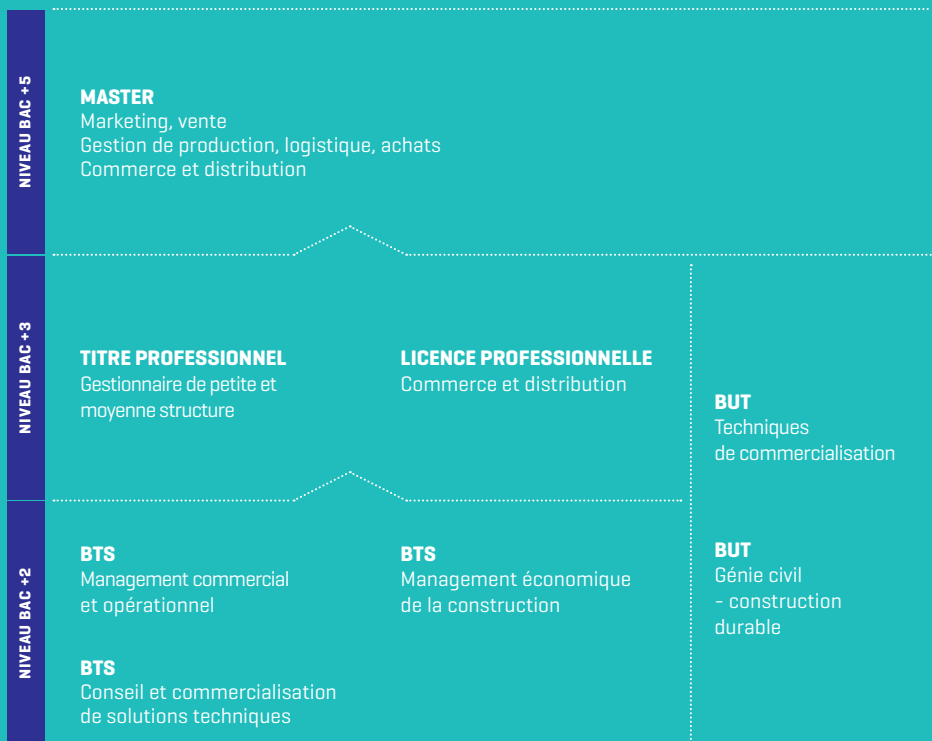 NIVEAU BAC +5
MASTER
Marketing, vente
Gestion de production, logistique, achats
Commerce et distribution
NIVEAU BAC +3
TITRE PROFESSIONNEL
Gestionnaire de petite et
moyenne structure
LICENCE PROFESSIONNELLE
Commerce et distribution
BUT
Techniques
de commercialisation
NIVEAU BAC +2
BTS
Management commercial
et opérationnel
BTS
Management économique
de la construction
BTS
Conseil et commercialisation
de solutions techniques
BUT
Génie civil
- construction
durable